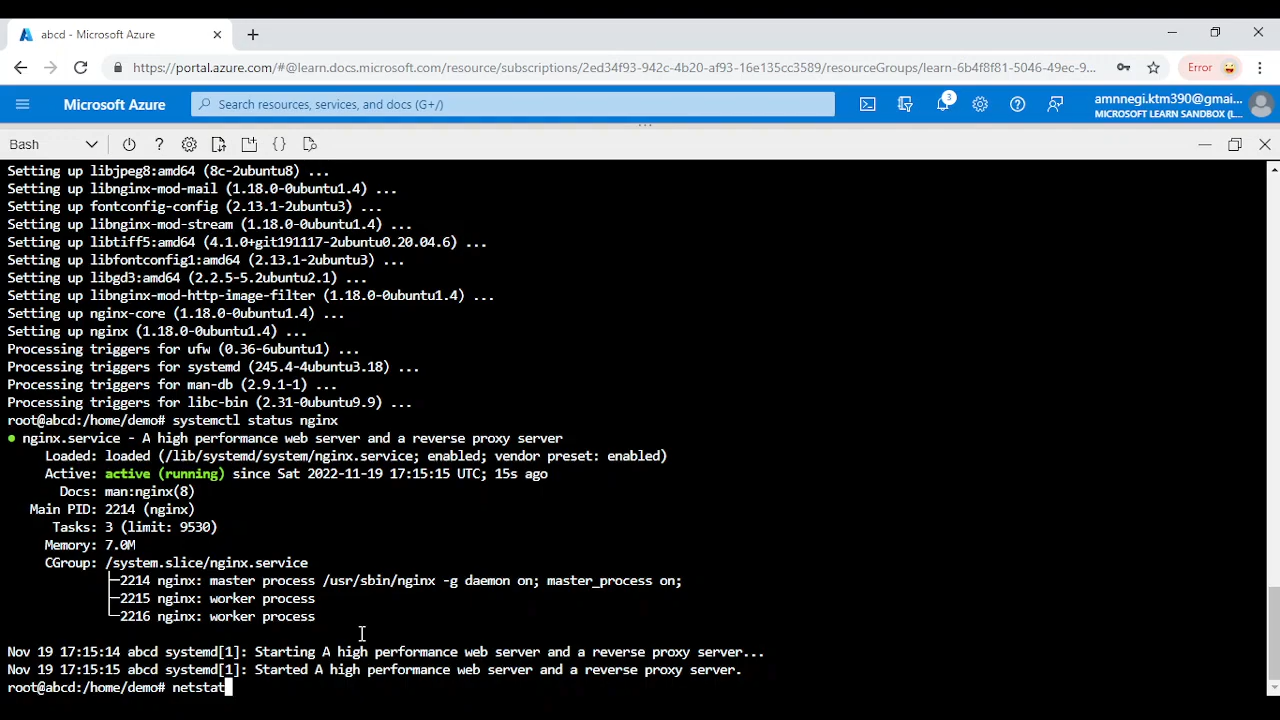 abcd - Microsoft Azure
https://portal.azure.com/#@learn.docs.microsoft.com/resource/subscriptions/2ed34f93-942c-4b20-af93-16e135cc3589/resourceGroups/learn-6b4f8f81-5046-49ec-9...
Error
Microsoft Azure
Search resources, services, and docs (G+/)
3
amnnegi.ktm390@gmai...
MICROSOFT LEARN SANDBOX (L...
Bash
Setting up libjpeg8:amd64 (8c-2ubuntu8) ...
Setting up libnginx-mod-mail (1.18.0-0ubuntu1.4) ...
Setting up fontconfig-config (2.13.1-2ubuntu3) ...
Setting up libnginx-mod-stream (1.18.0-0ubuntu1.4) ...
Setting up libtiff5:amd64 (4.1.0+git191117-2ubuntu0.20.04.6) ...
Setting up libfontconfig1:amd64 (2.13.1-2ubuntu3) ...
Setting up libgd3:amd64 (2.2.5-5.2ubuntu2.1) ...
Setting up libnginx-mod-http-image-filter (1.18.0-0ubuntu1.4) ...
Setting up nginx-core (1.18.0-0ubuntu1.4) ...
Setting up nginx (1.18.0-0ubuntu1.4) ...
Processing triggers for ufw (0.36-6ubuntu1) ...
Processing triggers for systemd (245.4-4ubuntu3.18) ...
Processing triggers for man-db (2.9.1-1) ...
Processing triggers for libc-bin (2.31-0ubuntu9.9) ...
root@abcd:/home/demo# systemctl status nginx
● nginx.service - A high performance web server and a reverse proxy server
Loaded: loaded (/lib/systemd/system/nginx.service; enabled; vendor preset: enabled)
Active: active (running) since Sat 2022-11-19 17:15:15 UTC; 15s ago
Docs: man:nginx(8)
Main PID: 2214 (nginx)
Tasks: 3 (limit: 9530)
Memory: 7.0M
CGroup: /system.slice/nginx.service
├─2214 nginx: master process /usr/sbin/nginx -g daemon on; master_process on;
├─2215 nginx: worker process
└─2216 nginx: worker process
Nov 19 17:15:14 abcd systemd[1]: Starting A high performance web server and a reverse proxy server...
Nov 19 17:15:15 abcd systemd[1]: Started A high performance web server and a reverse proxy server.
root@abcd:/home/demo# netstat